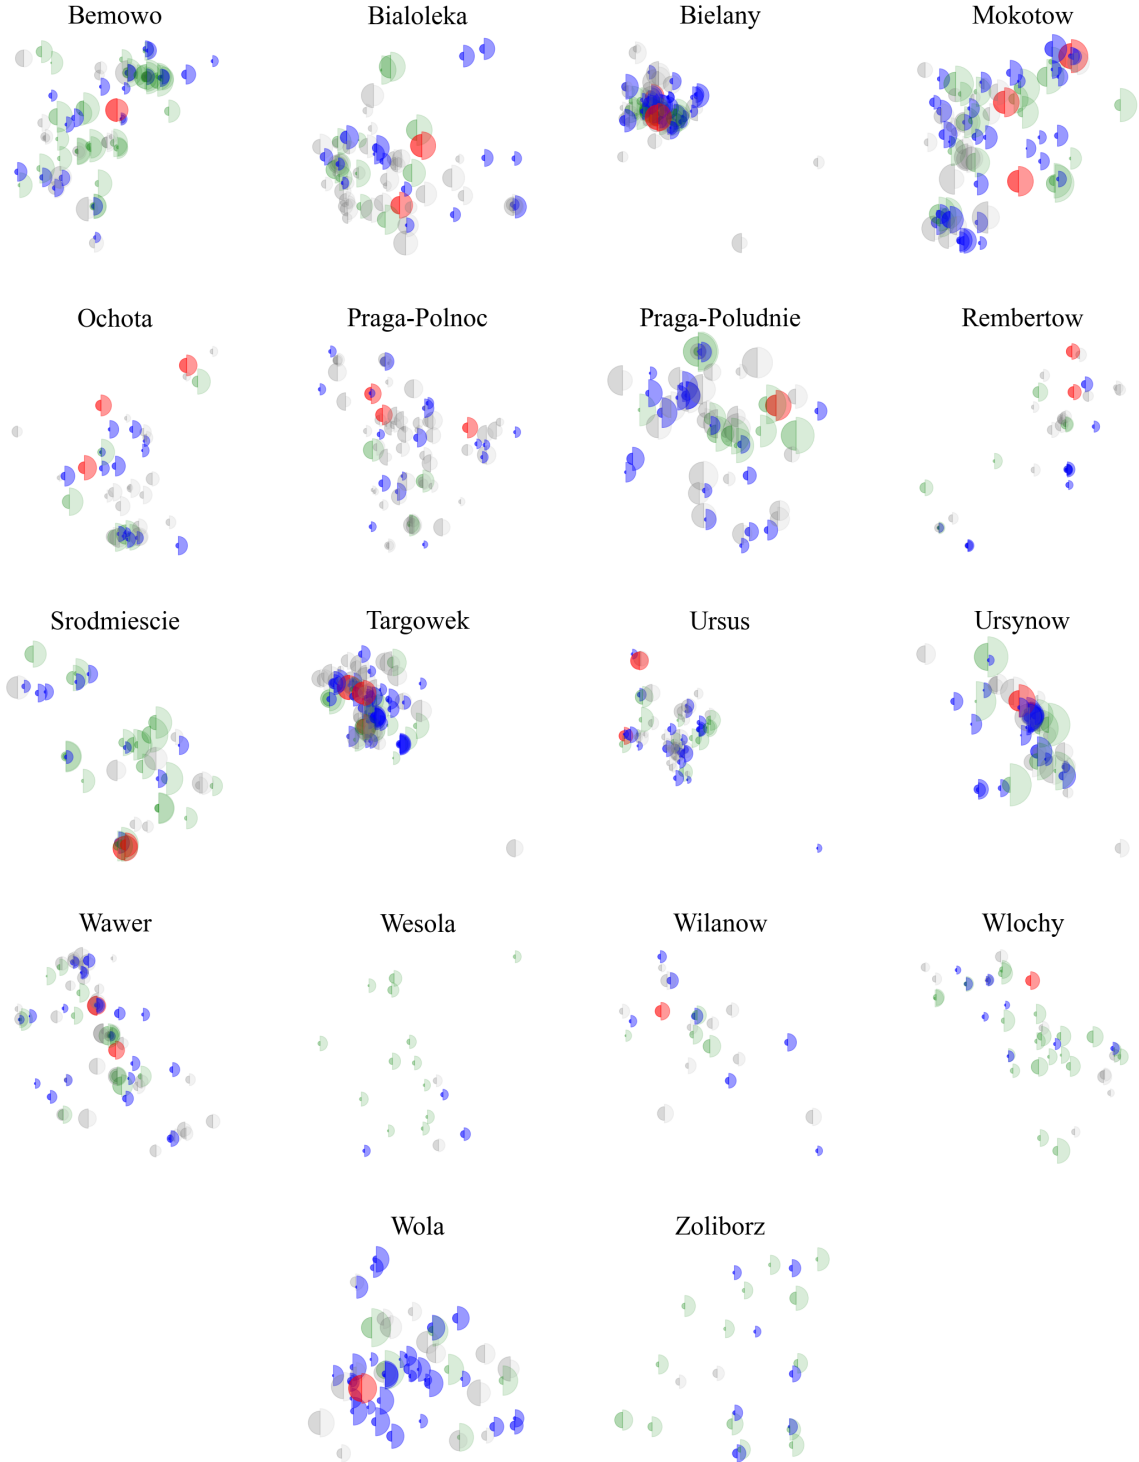 Bemowo
Bialoleka
Bielany
Mokotow
Ochota
Praga-Polnoc
Praga-Poludnie
Rembertow
Srodmiescie
Targowek
Ursus
Ursynow
Wawer
Wesola
Wilanow
Wlochy
Wola
Zoliborz